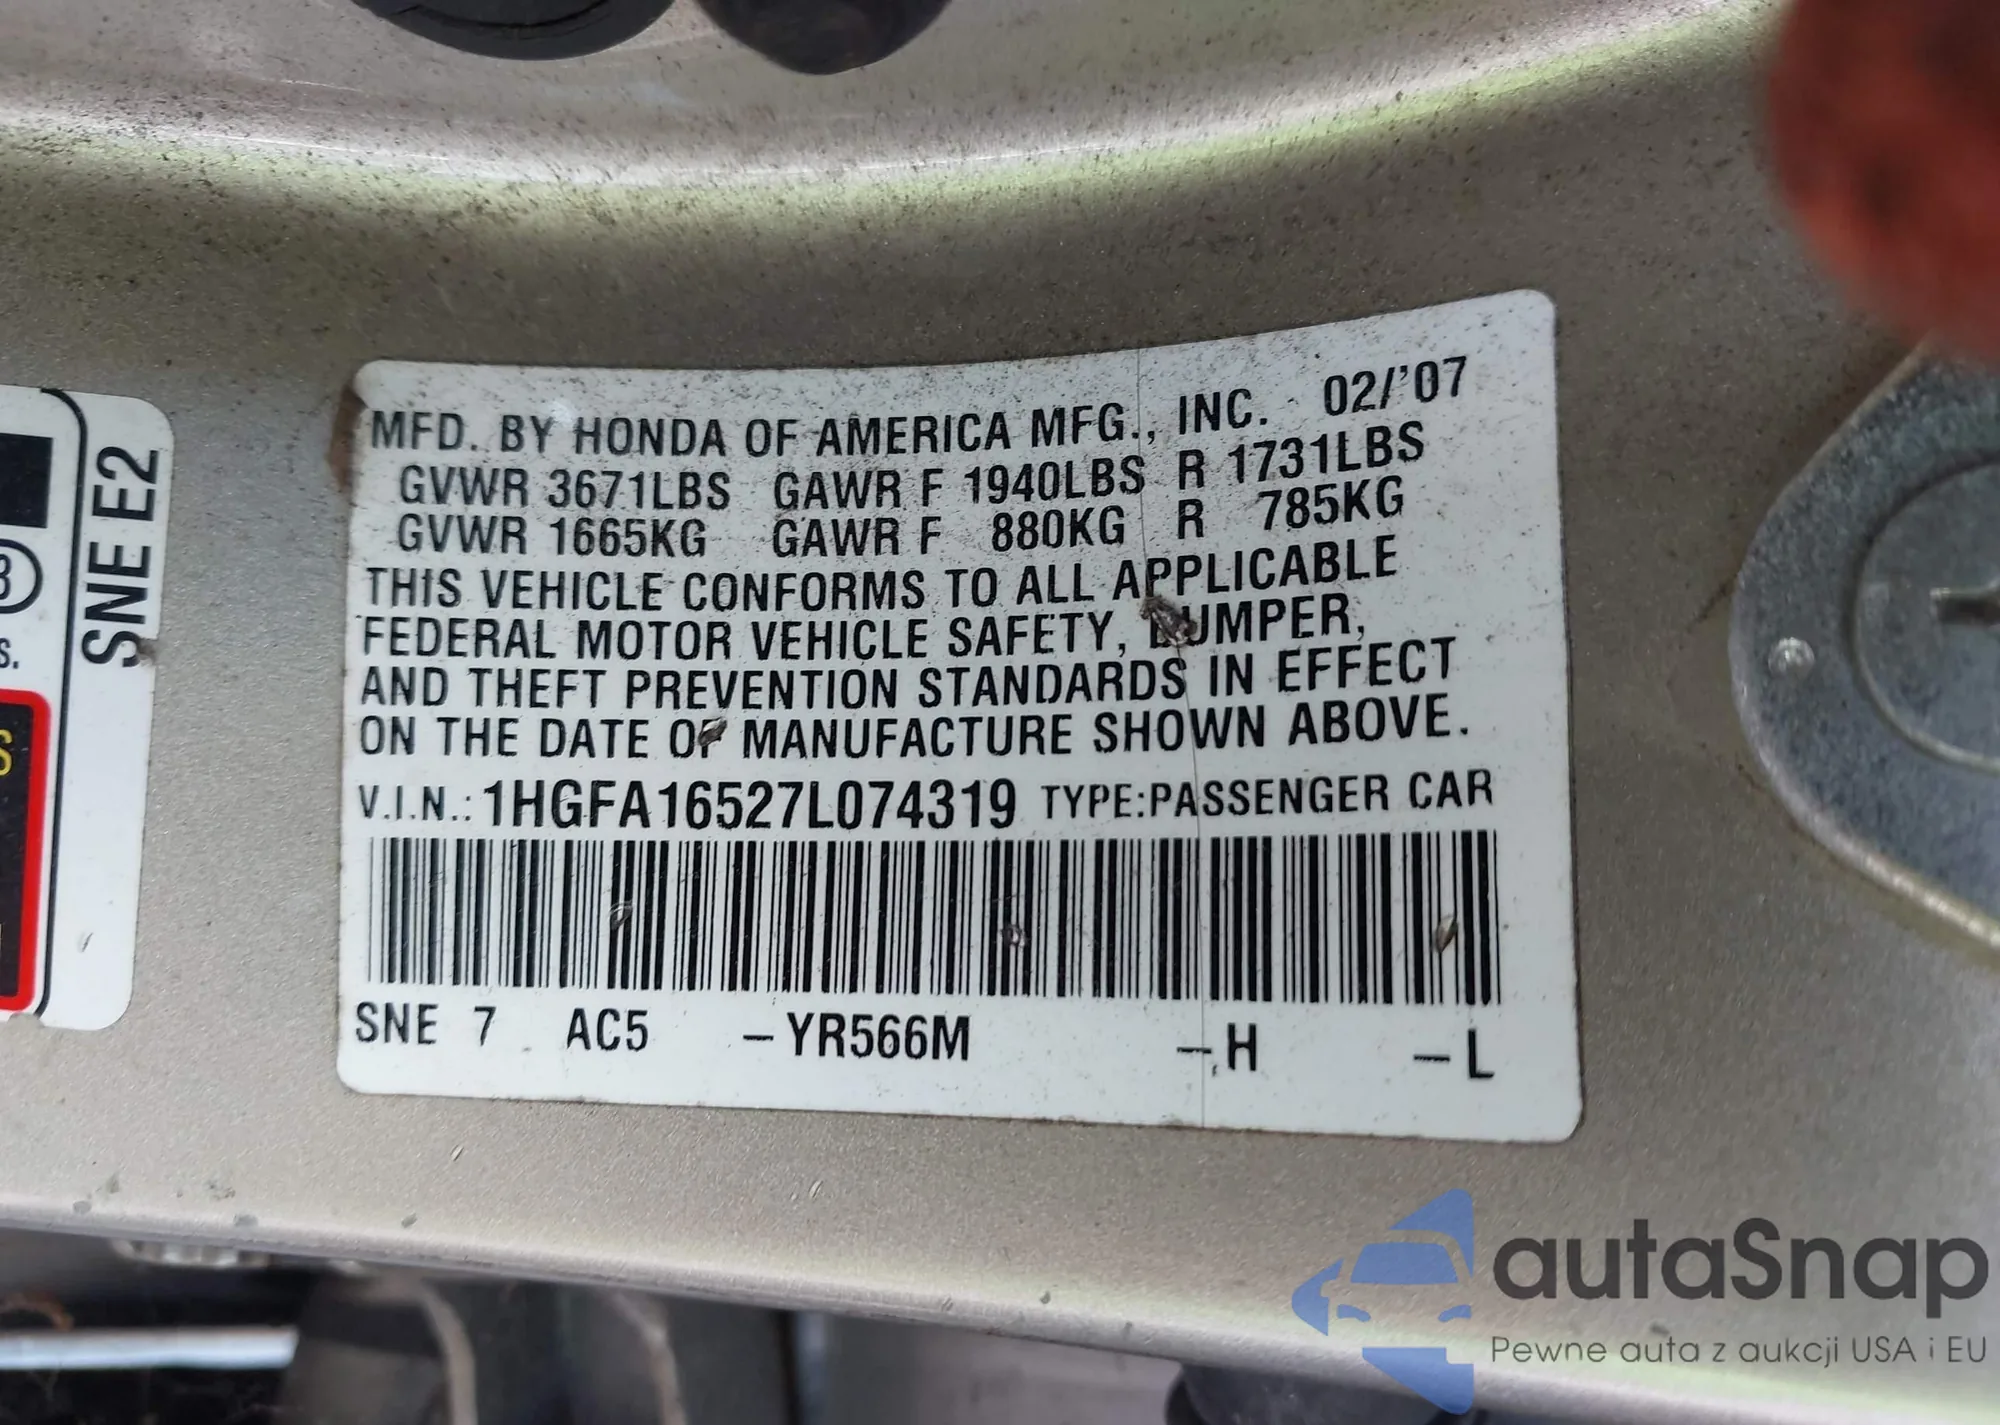 MFD. BY HONDA OF AMERICA MFG., INC. 02/'07
GVWR 3671LBS GAWR F 1940LBS R 1731LBS
GVWR 1665KG GAWR F 880KG R 785KG
THIS VEHICLE CONFORMS TO ALL APPLICABLE
FEDERAL MOTOR VEHICLE SAFETY, BUMPER,
AND THEFT PREVENTION STANDARDS IN EFFECT
ON THE DATE OF MANUFACTURE SHOWN ABOVE.
V.I.N.: 1HGFA16527L074319 TYPE:PASSENGER CAR
SNE 7 AC5 -YR566M -H -L
SNE E2
autaSnap
Pewne auta z aukcji USA i EU